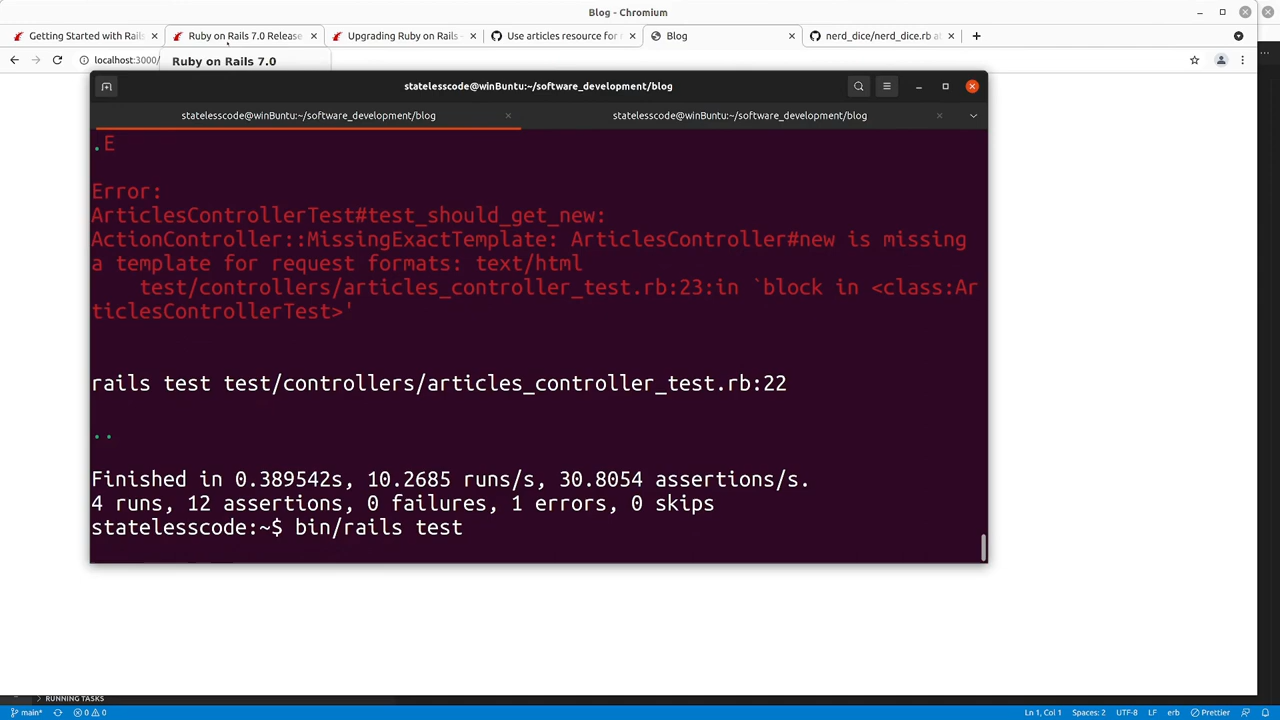 Blog - Chromium
Getting Started with Rails
Ruby on Rails 7.0 Release
Upgrading Ruby on Rails -
Use articles resource for
Blog
nerd_dice/nerd_dice.rb at
localhost:3000/
Ruby on Rails 7.0
statelesscode@winBuntu:~/software_development/blog
statelesscode@winBuntu:~/software_development/blog
statelesscode@winBuntu:~/software_development/blog
.E
Error:
ArticlesControllerTest#test_should_get_new:
ActionController::MissingExactTemplate: ArticlesController#new is missing
a template for request formats: text/html
test/controllers/articles_controller_test.rb:23:in `block in <class:Ar
ticlesControllerTest>'
rails test test/controllers/articles_controller_test.rb:22
..
Finished in 0.389542s, 10.2685 runs/s, 30.8054 assertions/s.
4 runs, 12 assertions, 0 failures, 1 errors, 0 skips
statelesscode:~$ bin/rails test
RUNNING TASKS
main*
0 0
Ln 1, Col 1
Spaces: 2
UTF-8
LF
erb
Prettier